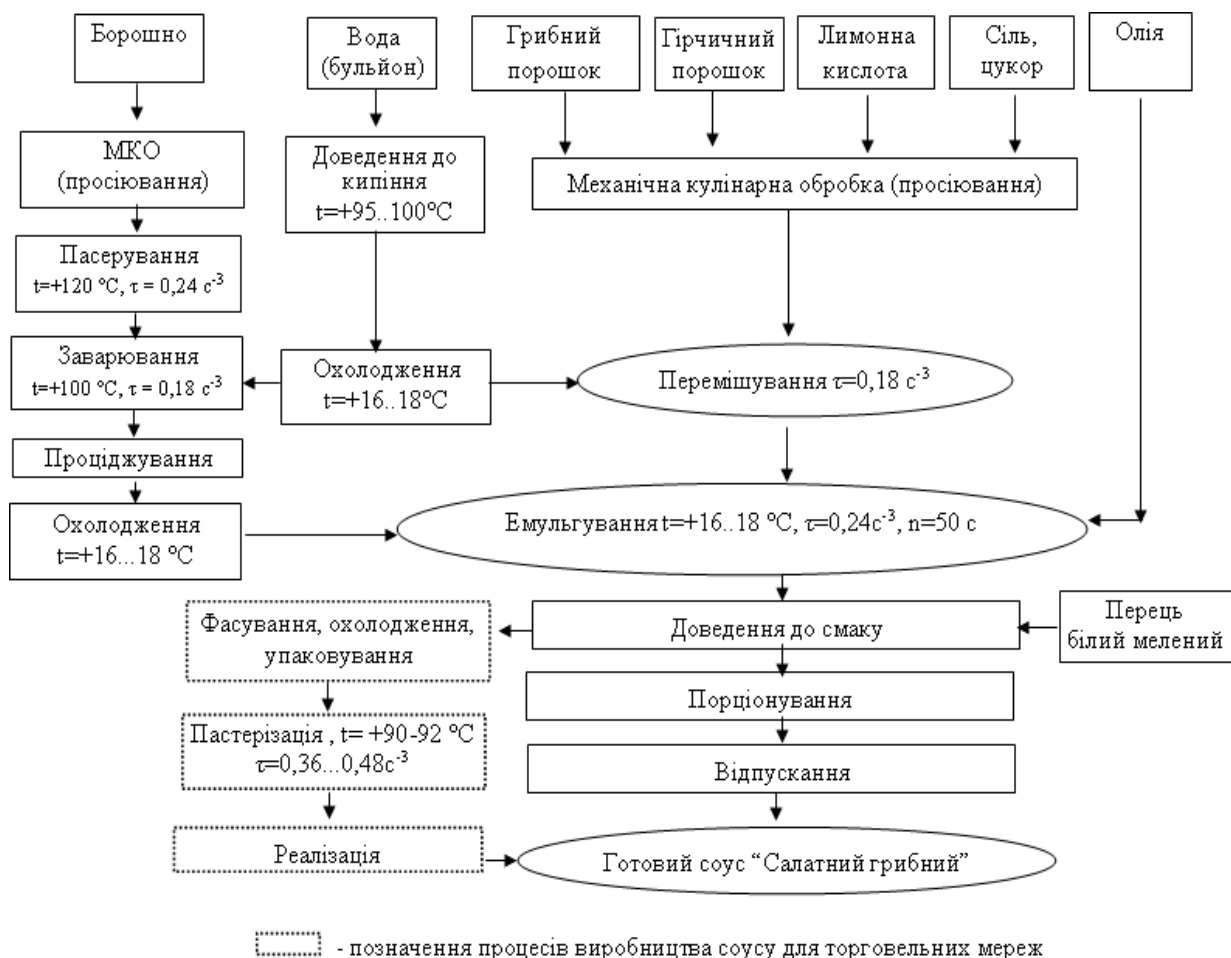 Борошно
Вода
(бульйон)
Грибний
порошок
Гірчичний
порошок
Лимонна
кислота
Сіль,
цукор
Олія
МКО
(просіювання)
Доведення до
кипіння
t=+95..100°С
Механічна кулінарна обробка (просіювання)
Пасерування
t=+120 °С, τ = 0,24 с⁻³
Заварювання
t=+100 °С, τ = 0,18 с⁻³
Охолодження
t=+16..18°С
Перемішування τ=0,18 с⁻³
Проціджування
Охолодження
t=+16...18 °С
Емульгування t=+16..18 °С, τ=0,24с⁻³, n=50 с
Фасування, охолодження,
упаковування
Доведення до смаку
Перець
білий мелений
Порціонування
Пастерізація , t= +90-92 °С
τ=0,36...0,48с⁻³
Відпускання
Реалізація
Готовий соус “Салатний грибний”
- позначення процесів виробництва соусу для торговельних мереж